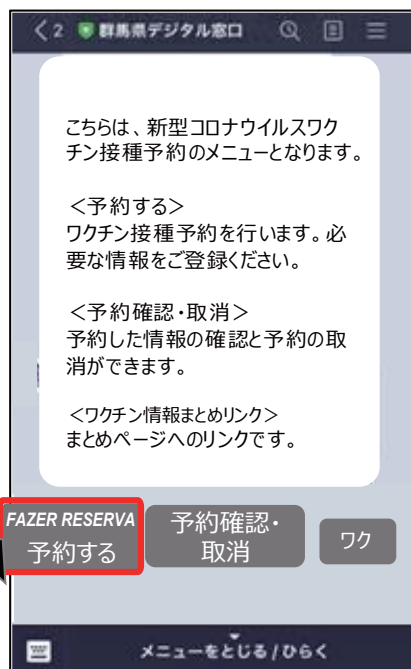 2 群馬県デジタル窓口
こちらは、新型コロナウイルスワク
チン接種予約のメニューとなります。
＜予約する＞
ワクチン接種予約を行います。必
要な情報をご登録ください。
＜予約確認・取消＞
予約した情報の確認と予約の取
消ができます。
＜ワクチン情報まとめリンク＞
まとめページへのリンクです。
FAZER RESERVA
予約する
予約確認・
取消
ワク
メニューをとじる/ひらく